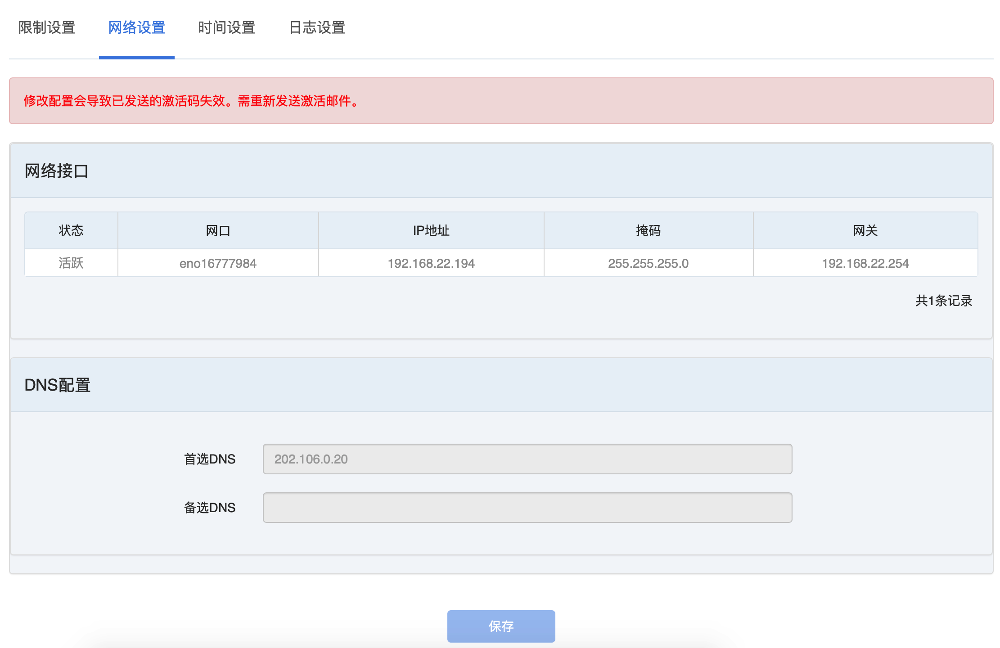 限制设置 网络设置 时间设置 日志设置
修改配置会导致已发送的激活码失效。需重新发送激活邮件。
网络接口
状态 网口 IP地址 掩码 网关
活跃 eno16777984 192.168.22.194 255.255.255.0 192.168.22.254
共1条记录
DNS配置
首选DNS 202.106.0.20
备选DNS
保存